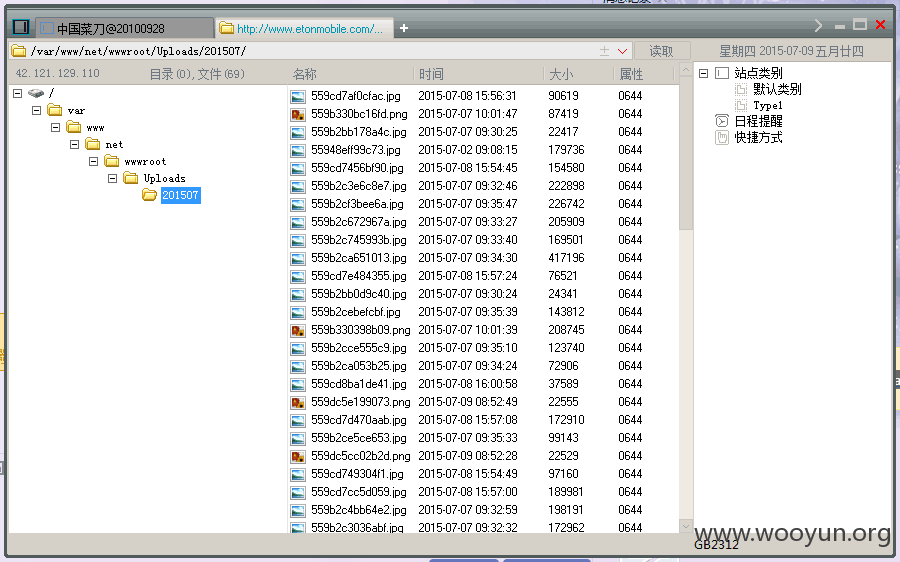 中国菜刀@20100928 http://www.etonmobile.com/...
/var/www/net/wwwroot/Uploads/201507/ 读取 星期四 2015-07-09 五月廿四
42.121.129.110 目录(0),文件(69) 名称 时间 大小 属性
/
var
www
net
wwwroot
Uploads
201507
559cd7af0cfac.jpg 2015-07-08 15:56:31 90619 0644
559b330bc16fd.png 2015-07-07 10:01:47 87419 0644
559b2bb178a4c.jpg 2015-07-07 09:30:25 22417 0644
55948eff99c73.jpg 2015-07-02 09:08:15 179736 0644
559cd7456bf90.jpg 2015-07-08 15:54:45 154580 0644
559b2c3e6c8e7.jpg 2015-07-07 09:32:46 222898 0644
559b2cf3bee6a.jpg 2015-07-07 09:35:47 226742 0644
559b2c672967a.jpg 2015-07-07 09:33:27 205909 0644
559b2c745993b.jpg 2015-07-07 09:33:40 169501 0644
559b2ca651013.jpg 2015-07-07 09:34:30 417196 0644
559cd7e484355.jpg 2015-07-08 15:57:24 76521 0644
559b2bb0d9c40.jpg 2015-07-07 09:30:24 24341 0644
559b2cebefcbf.jpg 2015-07-07 09:35:39 143812 0644
559b330398b09.png 2015-07-07 10:01:39 208745 0644
559b2cce555c9.jpg 2015-07-07 09:35:10 123740 0644
559b2ca053b25.jpg 2015-07-07 09:34:24 72906 0644
559cd8ba1de41.jpg 2015-07-08 16:00:58 37589 0644
559dc5e199073.png 2015-07-09 08:52:49 22555 0644
559cd7d470aab.jpg 2015-07-08 15:57:08 172910 0644
559b2ce5ce653.jpg 2015-07-07 09:35:33 99143 0644
559dc5cc02b2d.png 2015-07-09 08:52:28 22529 0644
559cd749304f1.jpg 2015-07-08 15:54:49 97160 0644
559cd7cc5d059.jpg 2015-07-08 15:57:00 189981 0644
559b2c4bb64e2.jpg 2015-07-07 09:32:59 198191 0644
559b2c3036abf.jpg 2015-07-07 09:32:32 172962 0644
站点类别
默认类别
Type1
日程提醒
快捷方式
www.wooyun.org
GB2312